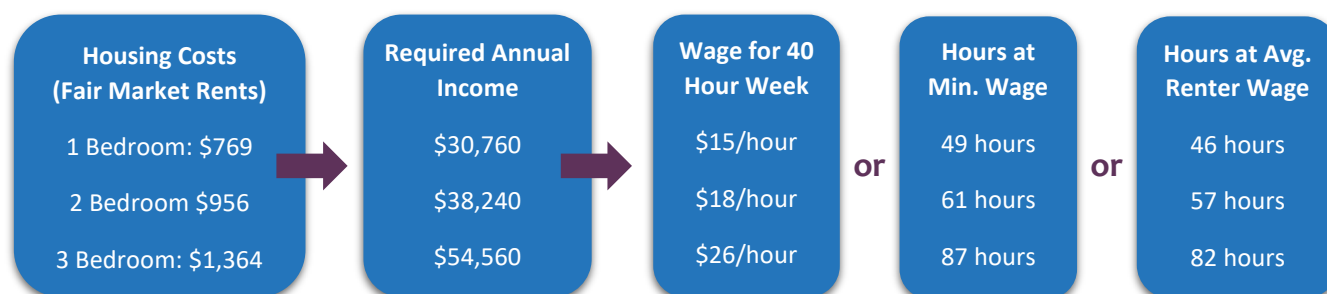 Housing Costs
(Fair Market Rents)
1 Bedroom: $769
2 Bedroom $956
3 Bedroom: $1,364
Required Annual
Income
$30,760
$38,240
$54,560
Wage for 40
Hour Week
$15/hour
$18/hour
$26/hour
or
Hours at
Min. Wage
49 hours
61 hours
87 hours
or
Hours at Avg.
Renter Wage
46 hours
57 hours
82 hours